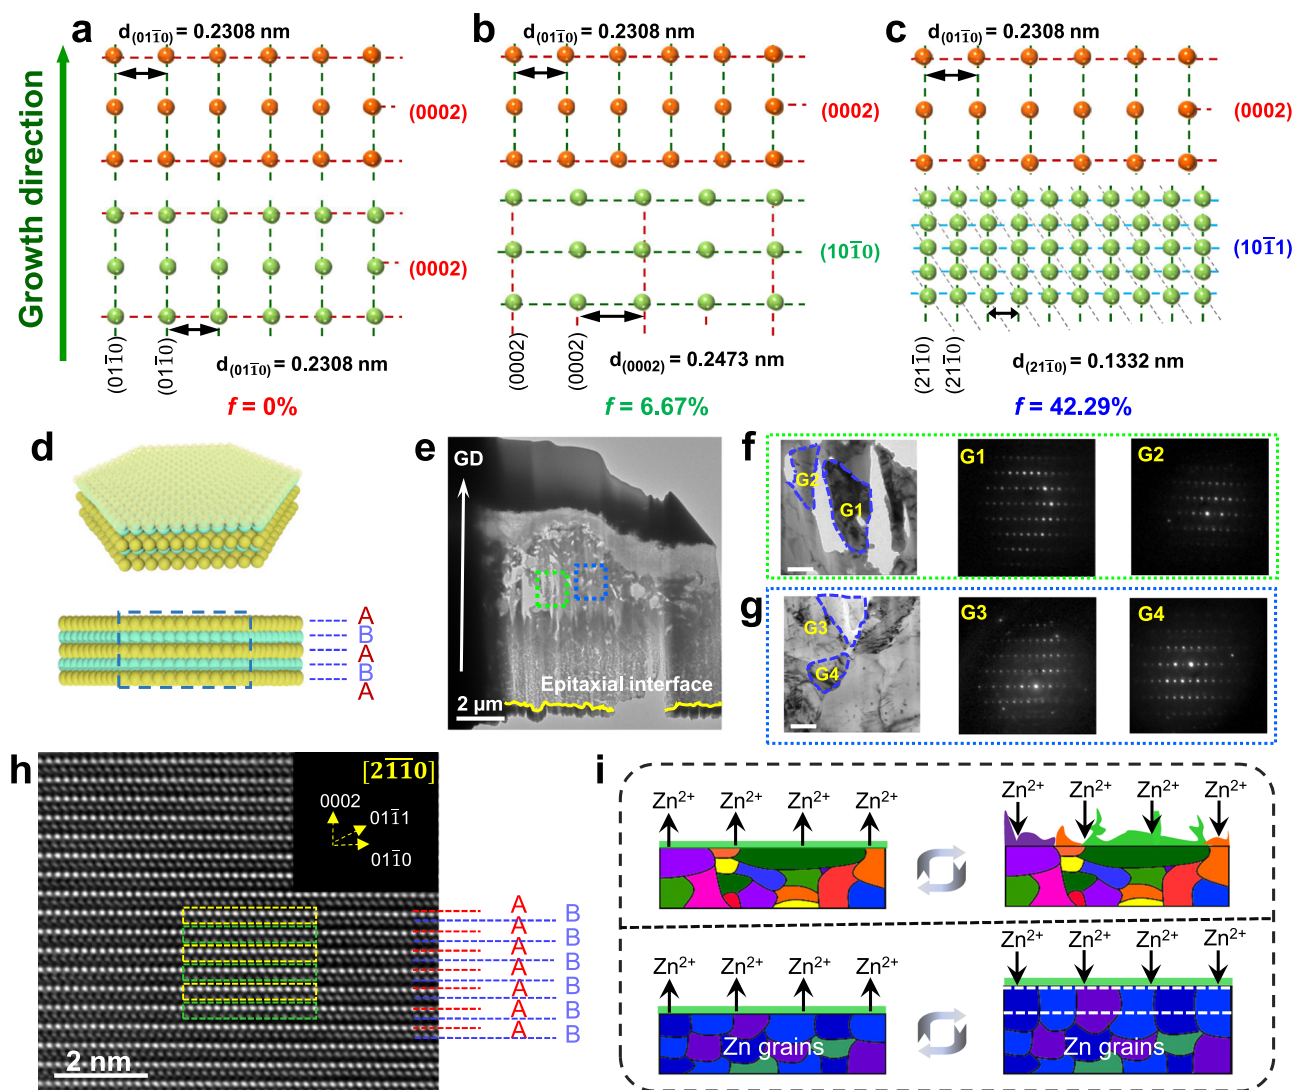 Growth direction
a
d(011̅0) = 0.2308 nm
(0002)
(0002)
(011̅0)
(011̅0)
d(011̅0) = 0.2308 nm
f = 0%
b
d(011̅0) = 0.2308 nm
(0002)
(101̅0)
(0002)
(0002)
d(0002) = 0.2473 nm
f = 6.67%
c
d(011̅0) = 0.2308 nm
(0002)
(101̅1)
(211̅0)
(211̅0)
d(211̅0) = 0.1332 nm
f = 42.29%
d
A
B
A
B
A
e
GD
Epitaxial interface
2 μm
f
G2
G1
G1
G2
g
G3
G4
G3
G4
h
[21̅1̅0]
0002
011̅1
011̅0
A
B
A
B
A
B
A
B
A
B
A
B
A
B
2 nm
i
Zn2+ Zn2+ Zn2+ Zn2+
Zn2+ Zn2+ Zn2+ Zn2+
Zn2+ Zn2+ Zn2+ Zn2+
Zn grains
Zn2+ Zn2+ Zn2+ Zn2+
Zn grains